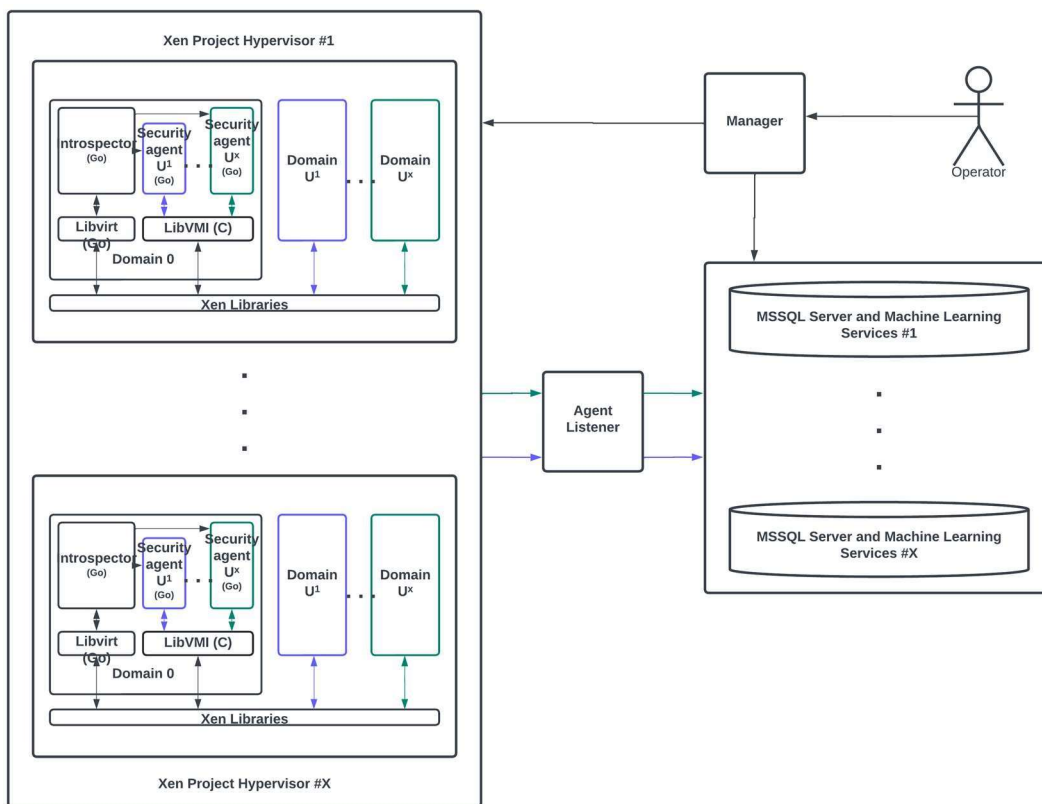 Xen Project Hypervisor #1
Introspector
(Go)
Security
agent
U¹
(Go)
. . .
Security
agent
Uˣ
(Go)
Libvirt
(Go)
LibVMI (C)
Domain 0
Domain
U¹
. . .
Domain
Uˣ
Xen Libraries
Manager
Operator
MSSQL Server and Machine Learning
Services #1
Agent
Listener
MSSQL Server and Machine Learning
Services #X
Introspector
(Go)
Security
agent
U¹
(Go)
. . .
Security
agent
Uˣ
(Go)
Libvirt
(Go)
LibVMI (C)
Domain 0
Domain
U¹
. . .
Domain
Uˣ
Xen Libraries
Xen Project Hypervisor #X